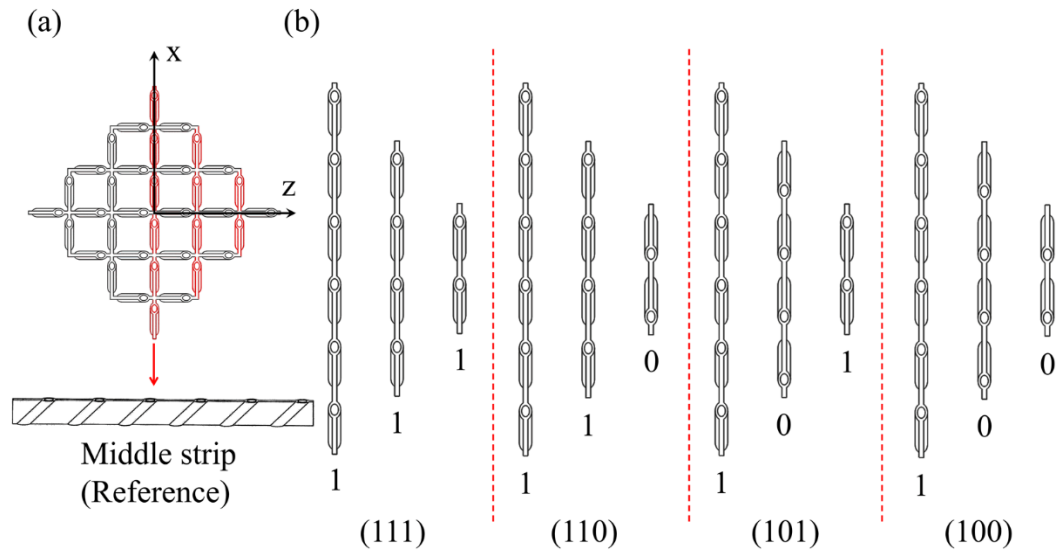 (a)
x
z
Middle strip
(Reference)
(b)
1
1
1
(111)
1
1
0
(110)
1
0
1
(101)
1
0
0
(100)